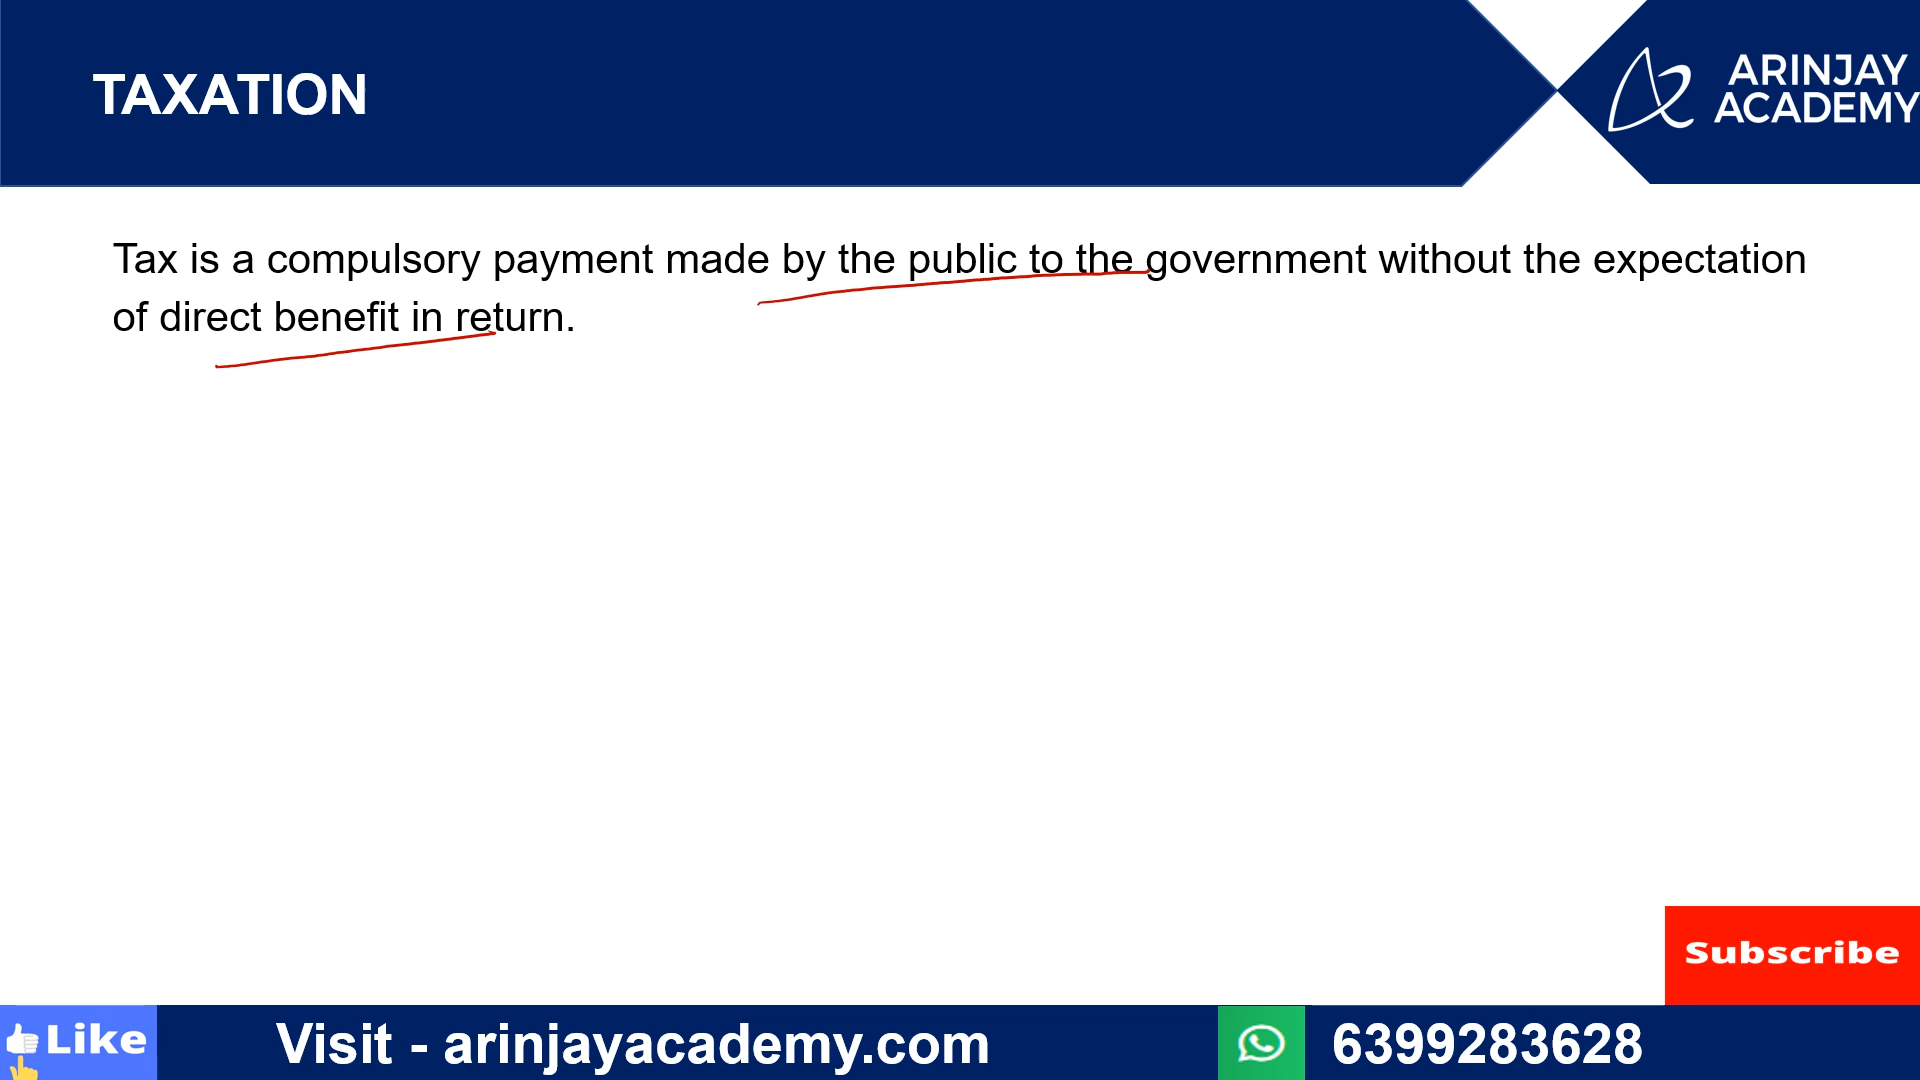 TAXATION
ARINJAY
ACADEMY
Tax is a compulsory payment made by the public to the government without the expectation
of direct benefit in return.
Subscribe
Like
Visit - arinjayacademy.com
6399283628